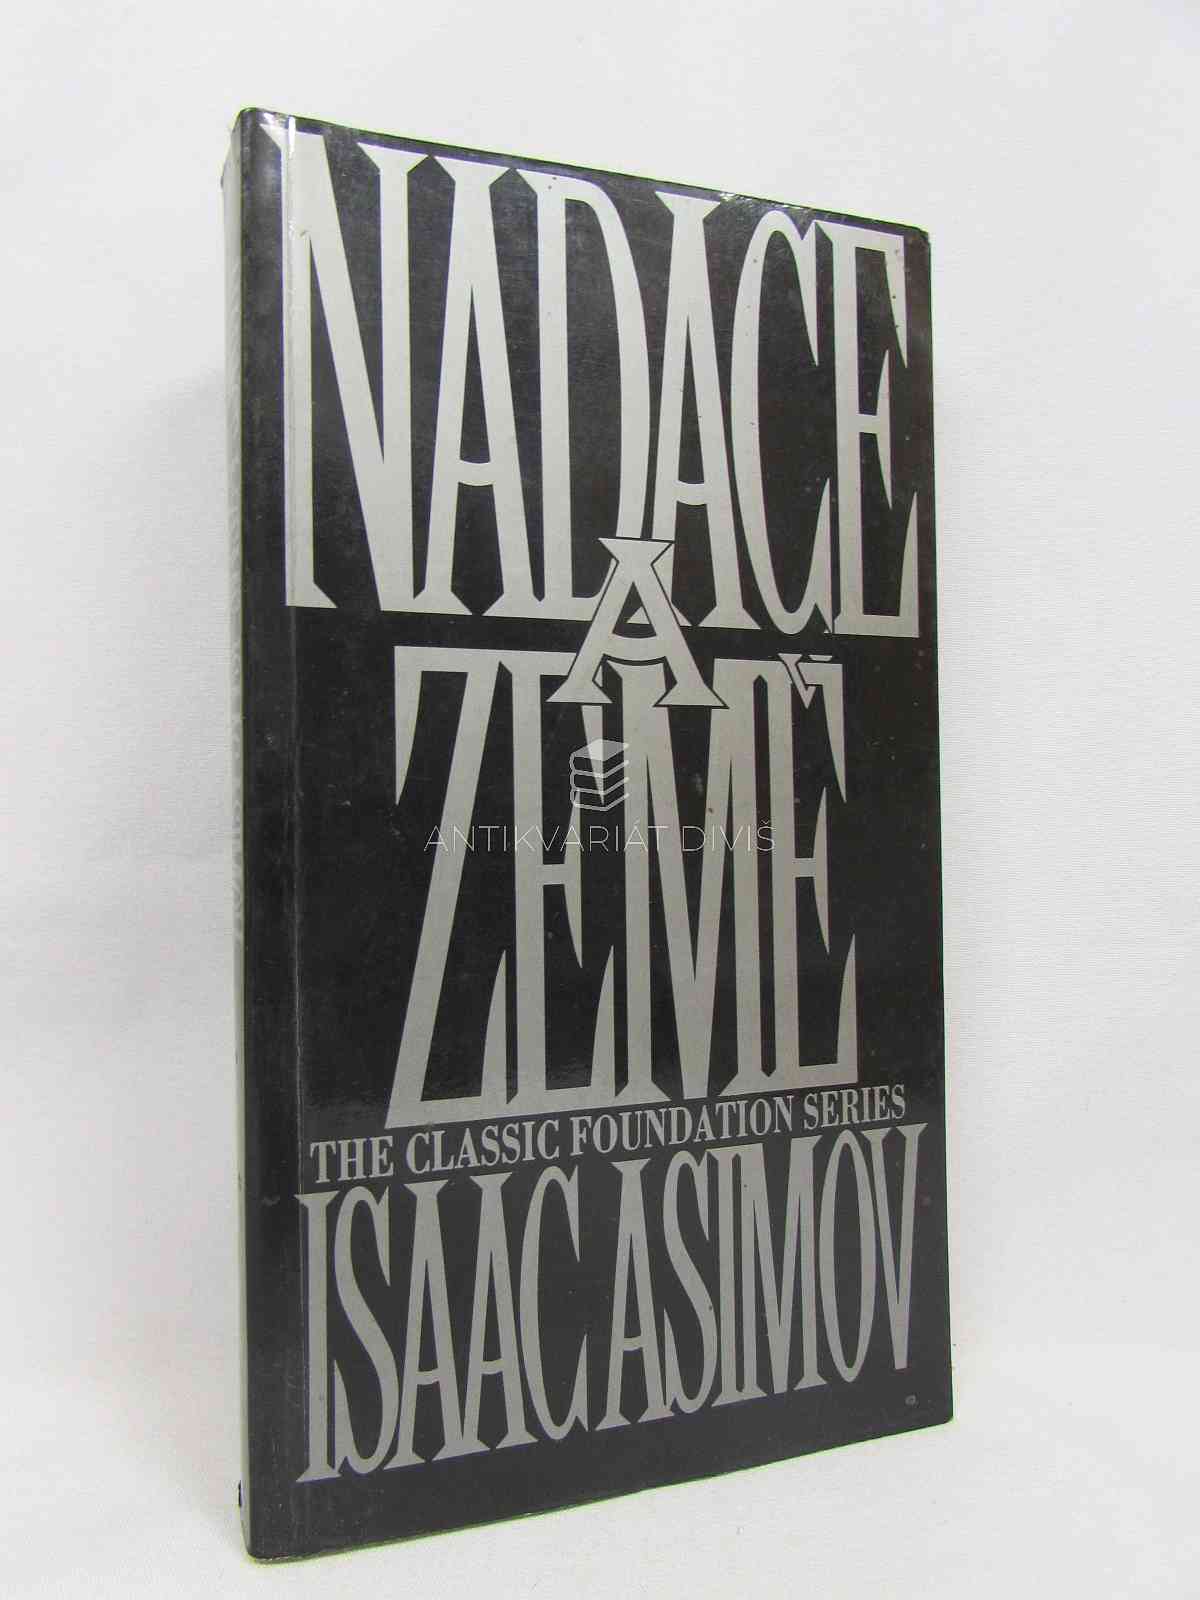 NADACE
A
ZEMĚ
ANTIKVARIÁT DIVIŠ
THE CLASSIC FOUNDATION SERIES
ISAAC ASIMOV